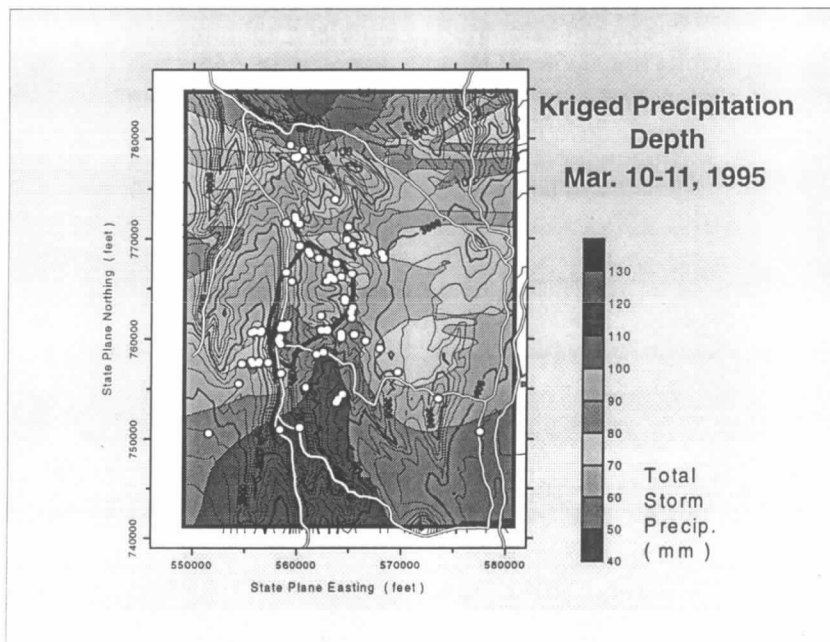 Kriged Precipitation
Depth
Mar. 10-11, 1995
780000
770000
760000
750000
740000
State Plane Northing ( feet )
550000
560000
570000
580000
State Plane Easting ( feet )
130
120
110
100
90
80
70
60
50
40
Total
Storm
Precip.
( mm )